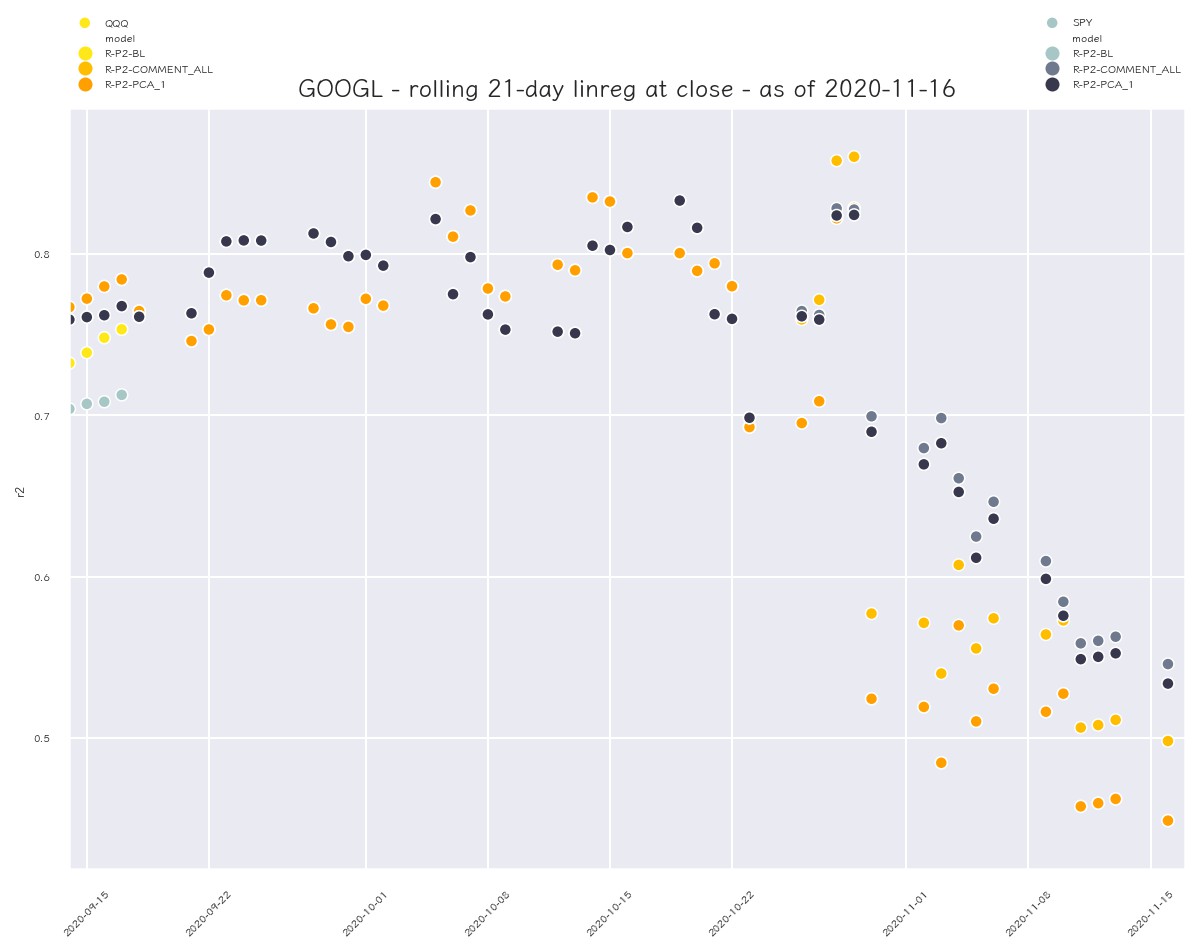 QQQ
model
R-P2-BL
R-P2-COMMENT_ALL
R-P2-PCA_1
SPY
model
R-P2-BL
R-P2-COMMENT_ALL
R-P2-PCA_1
GOOGL - rolling 21-day linreg at close - as of 2020-11-16
r2
0.8
0.7
0.6
0.5
2020-09-15
2020-09-22
2020-10-01
2020-10-08
2020-10-15
2020-10-22
2020-11-01
2020-11-08
2020-11-15